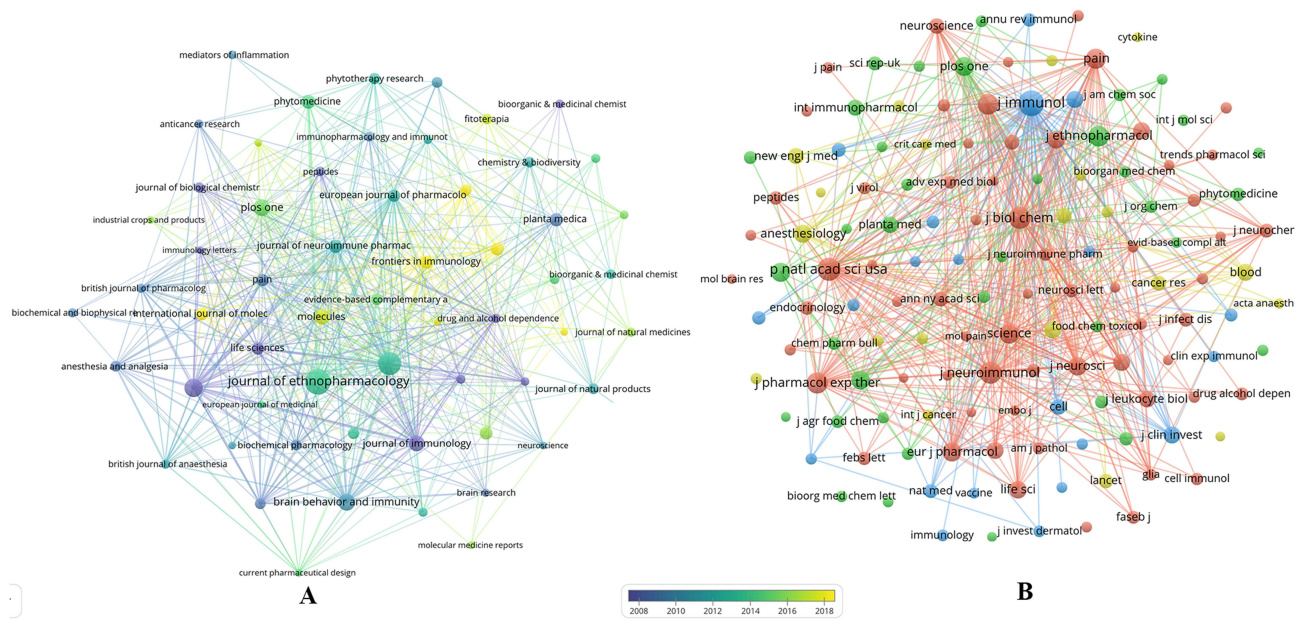 mediators of inflammation
phytotherapy research
phytomedicine
bioorganic & medicinal chemist
fitoterapia
anticancer research
immunopharmacology and immunot
chemistry & biodiversity
peptides
journal of biological chemistr
european journal of pharmacolo
plos one
industrial crops and products
planta medica
immunology letters
journal of neuroimmune pharmac
frontiers in immunology
bioorganic & medicinal chemist
pain
british journal of pharmacolog
evidence-based complementary a
biochemical and biophysical re
international journal of molec
molecules
drug and alcohol dependence
journal of natural medicines
life sciences
anesthesia and analgesia
journal of ethnopharmacology
journal of natural products
european journal of medicinal
biochemical pharmacology
journal of immunology
neuroscience
british journal of anaesthesia
brain behavior and immunity
brain research
molecular medicine reports
current pharmaceutical design
A
2008 2010 2012 2014 2016 2018
neuroscience
annu rev immunol
cytokine
j pain
sci rep-uk
plos one
pain
int immunopharmacol
j immunol
j am chem soc
j ethnopharmacol
int j mol sci
crit care med
new engl j med
trends pharmacol sci
bioorgan med chem
j virol
adv exp med biol
peptides
phytomedicine
j org chem
j biol chem
planta med
anesthesiology
j neurocher
evid-based compl alt
j neuroimmune pharm
p natl acad sci usa
mol brain res
blood
cancer res
neurosci lett
ann ny acad sci
endocrinology
acta anaesth
j infect dis
food chem toxicol
science
mol pain
chem pharm bull
clin exp immunol
j neurosci
j neuroimmunol
j pharmacol exp ther
drug alcohol depen
j leukocyte biol
cell
embo j
int j cancer
j agr food chem
j clin invest
am j pathol
eur j pharmacol
febs lett
glia
cell immunol
lancet
life sci
nat med
vaccine
bioorg med chem lett
faseb j
j invest dermatol
immunology
B